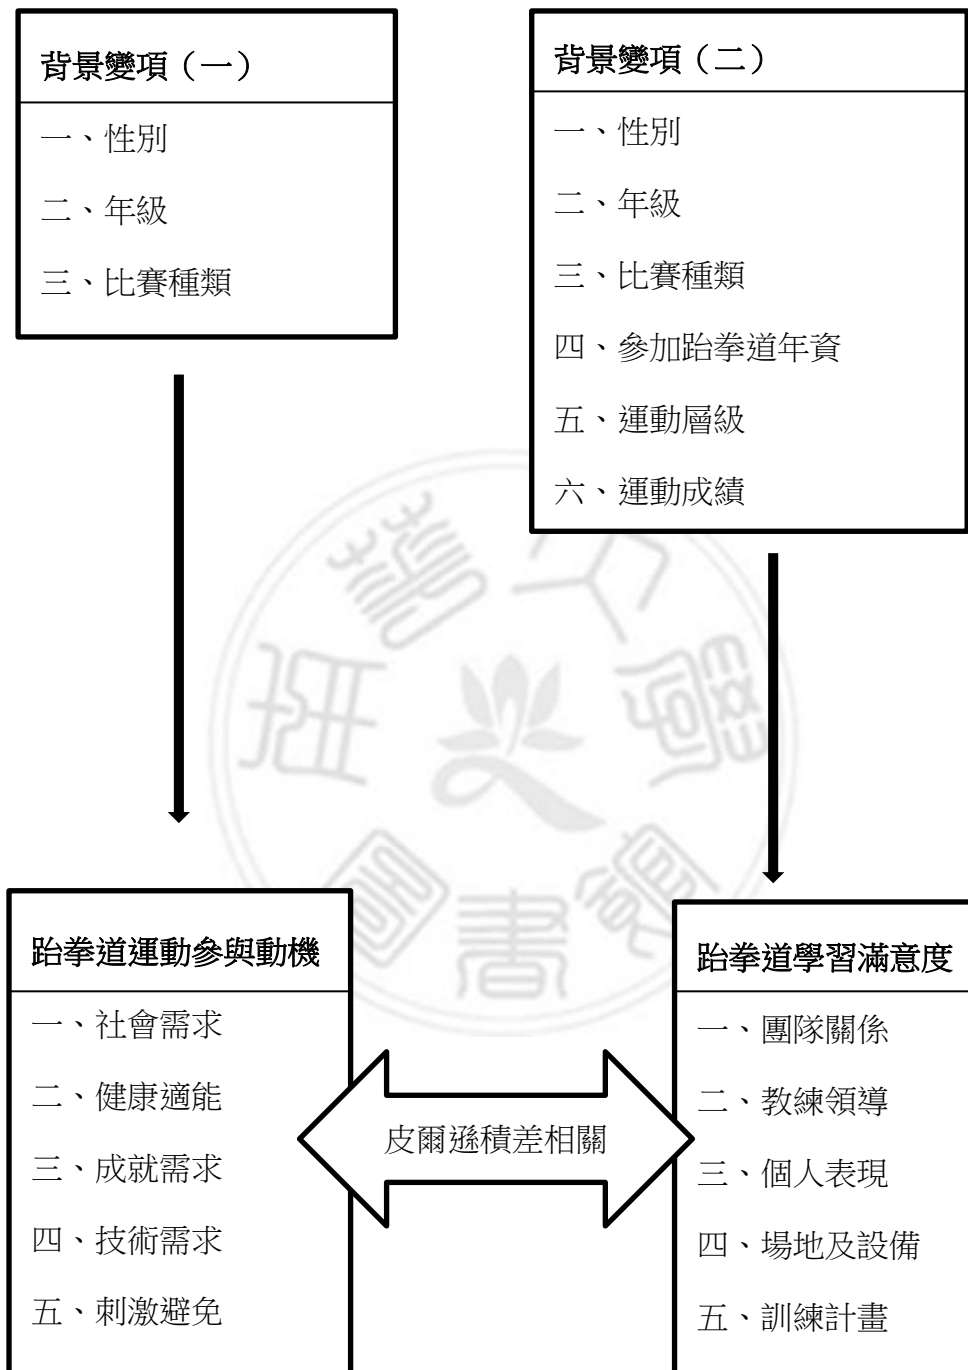 背景變項（一）
一、性別
二、年級
三、比賽種類
背景變項（二）
一、性別
二、年級
三、比賽種類
四、參加跆拳道年資
五、運動層級
六、運動成績
跆拳道運動參與動機
一、社會需求
二、健康適能
三、成就需求
四、技術需求
五、刺激避免
皮爾遜積差相關
跆拳道學習滿意度
一、團隊關係
二、教練領導
三、個人表現
四、場地及設備
五、訓練計畫